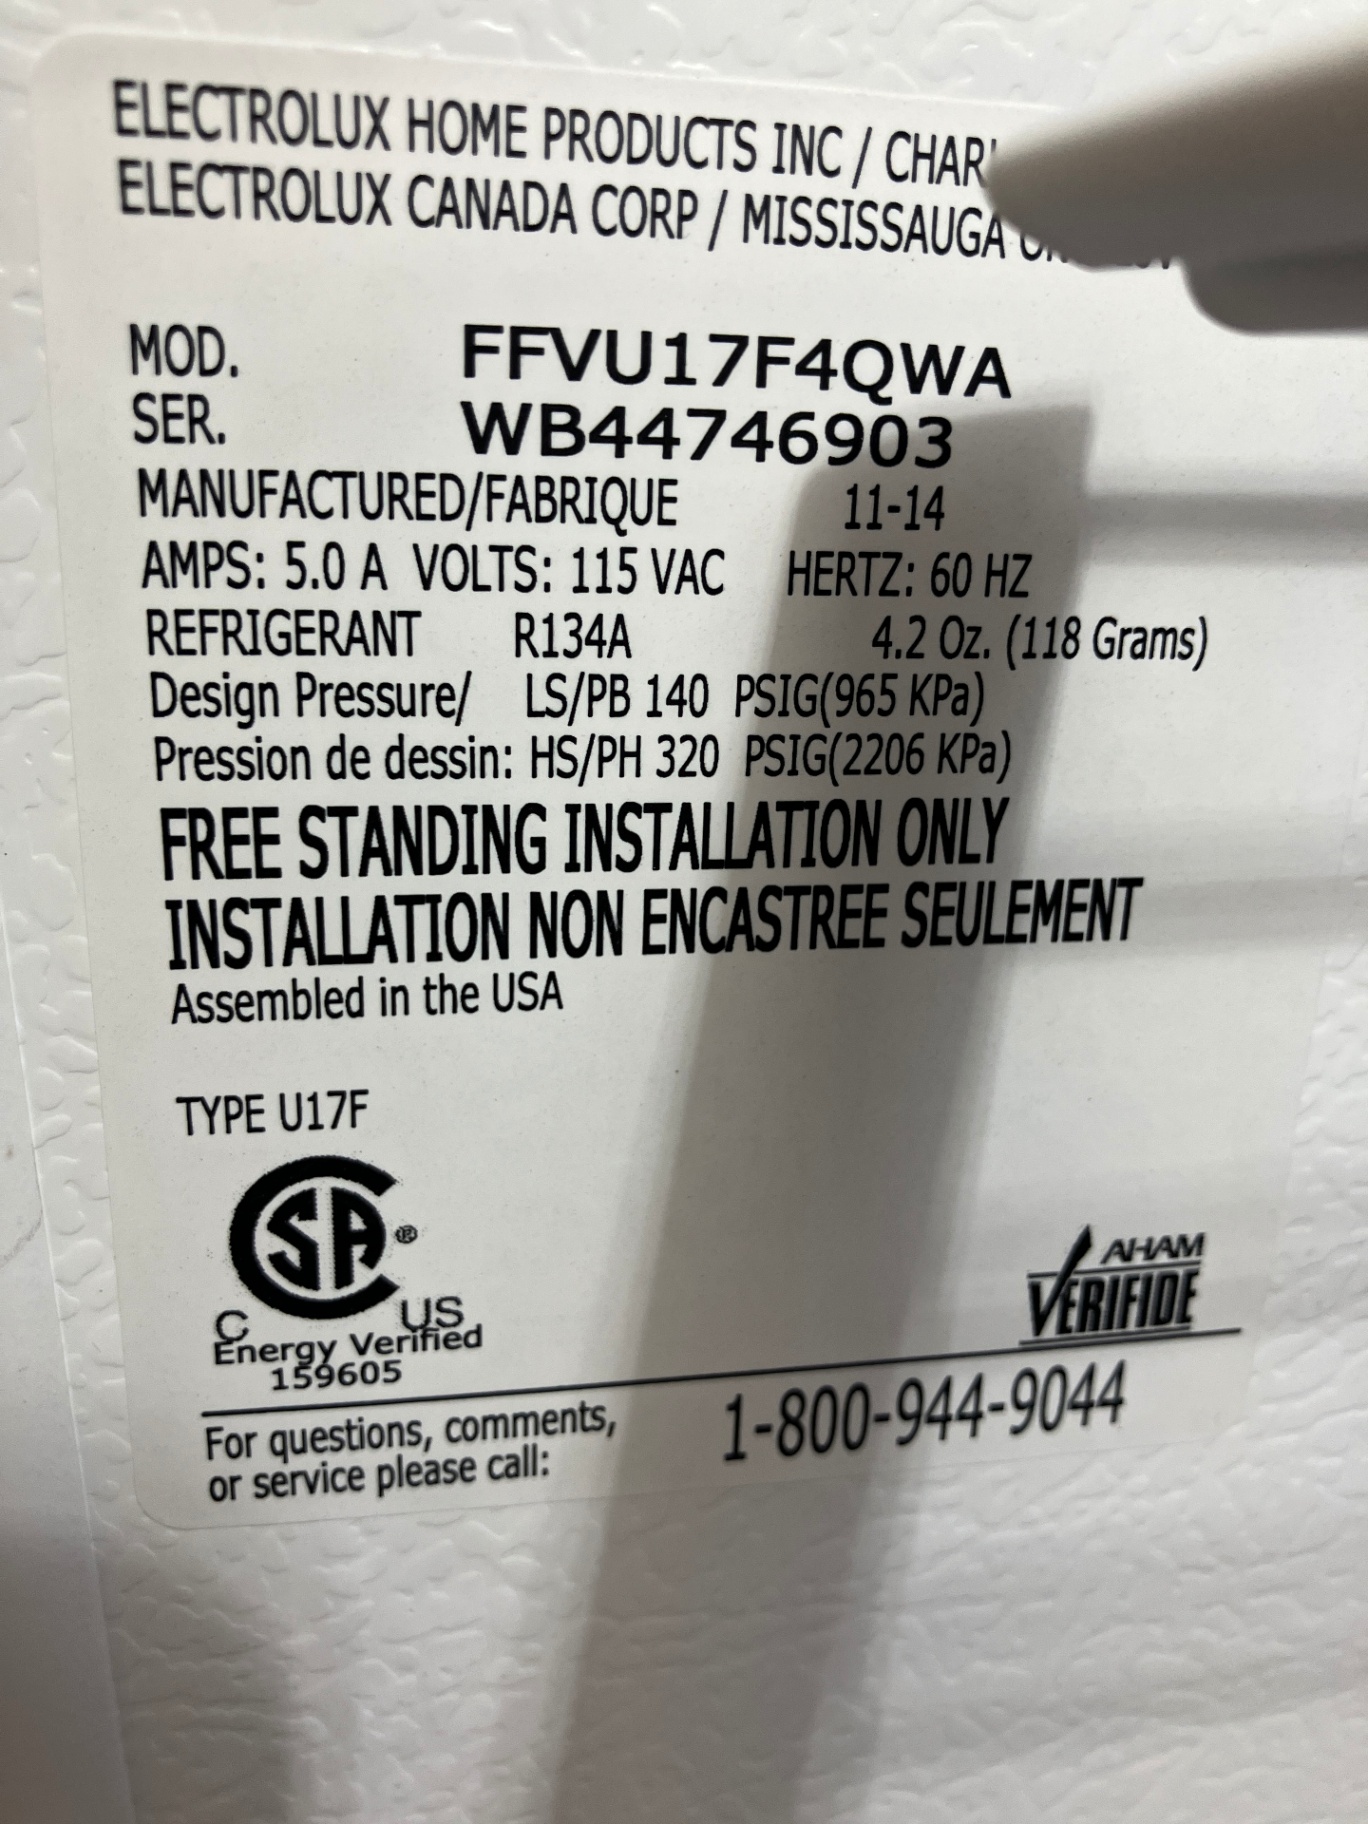 ELECTROLUX HOME PRODUCTS INC / CHAR
ELECTROLUX CANADA CORP / MISSISSAUGA
MOD. FFVU17F4QWA
SER. WB44746903
MANUFACTURED/FABRIQUE 11-14
AMPS: 5.0 A VOLTS: 115 VAC HERTZ: 60 HZ
REFRIGERANT R134A 4.2 Oz. (118 Grams)
Design Pressure/ LS/PB 140 PSIG(965 KPa)
Pression de dessin: HS/PH 320 PSIG(2206 KPa)
FREE STANDING INSTALLATION ONLY
INSTALLATION NON ENCASTREE SEULEMENT
Assembled in the USA
TYPE U17F
CSA®
C US
Energy Verified
159605
AHAM
VERIFIDE
For questions, comments,
or service please call: 1-800-944-9044